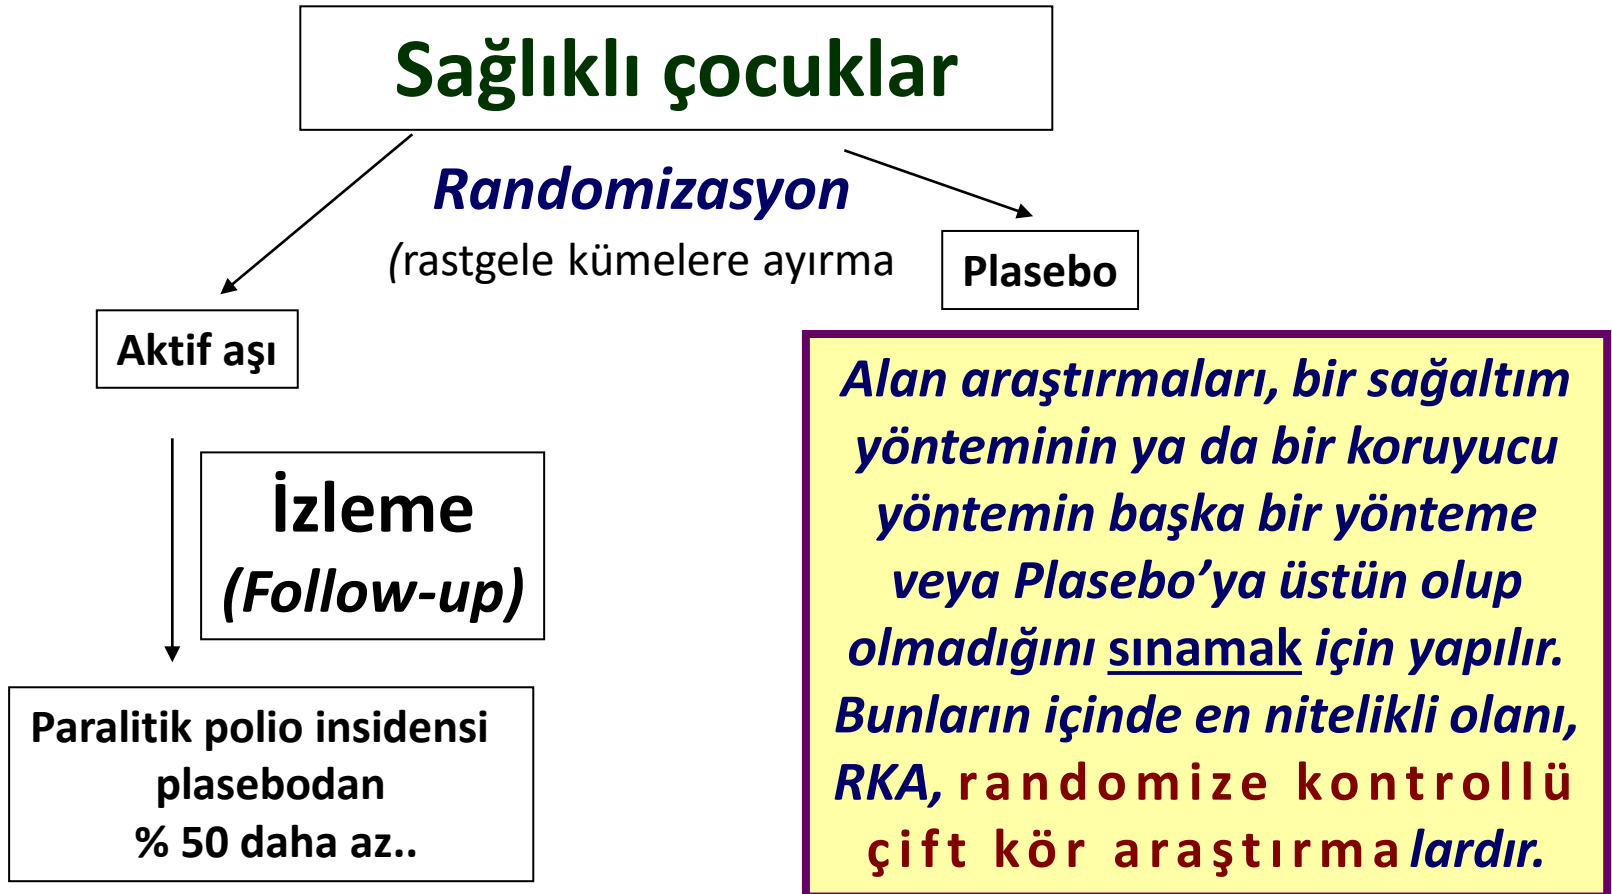 Sağlıklı çocuklar
Randomizasyon
(rastgele kümelere ayırma
Plasebo
Aktif aşı
İzleme
(Follow-up)
Paralitik polio insidensi
plasebodan
% 50 daha az..
Alan araştırmaları, bir sağaltım
yönteminin ya da bir koruyucu
yöntemin başka bir yönteme
veya Plasebo’ya üstün olup
olmadığını sınamak için yapılır.
Bunların içinde en nitelikli olanı,
RKA, randomize kontrollü
çift kör araştırmalardır.